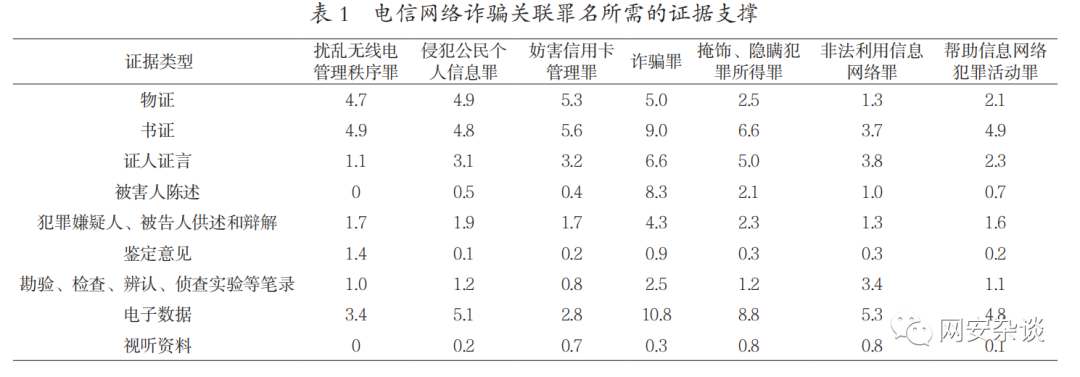 表 1 电信网络诈骗关联罪名所需的证据支撑
证据类型 扰乱无线电管理秩序罪 侵犯公民个人信息罪 妨害信用卡管理罪 诈骗罪 掩饰、隐瞒犯罪所得罪 非法利用信息网络罪 帮助信息网络犯罪活动罪
物证 4.7 4.9 5.3 5.0 2.5 1.3 2.1
书证 4.9 4.8 5.6 9.0 6.6 3.7 4.9
证人证言 1.1 3.1 3.2 6.6 5.0 3.8 2.3
被害人陈述 0 0.5 0.4 8.3 2.1 1.0 0.7
犯罪嫌疑人、被告人供述和辩解 1.7 1.9 1.7 4.3 2.3 1.3 1.6
鉴定意见 1.4 0.1 0.2 0.9 0.3 0.3 0.2
勘验、检查、辨认、侦查实验等笔录 1.0 1.2 0.8 2.5 1.2 3.4 1.1
电子数据 3.4 5.1 2.8 10.8 8.8 5.3 4.8
视听资料 0 0.2 0.7 0.3 0.8 0.8 0.1
网安杂谈